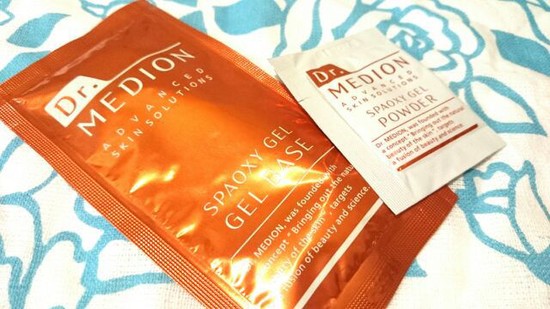 Dr.
MEDION
ADVANCED
SKIN SOLUTIONS
SPAOXY GEL
GEL BASE
Dr. MEDION, was founded with
a concept "Bringing out the natural
beauty of the skin", targets
a fusion of beauty and science.
Dr.
MEDION
ADVANCED
SKIN SOLUTIONS
SPAOXY GEL
POWDER
Dr. MEDION, was founded with
a concept "Bringing out the natural
beauty of the skin", targets
a fusion of beauty and science.